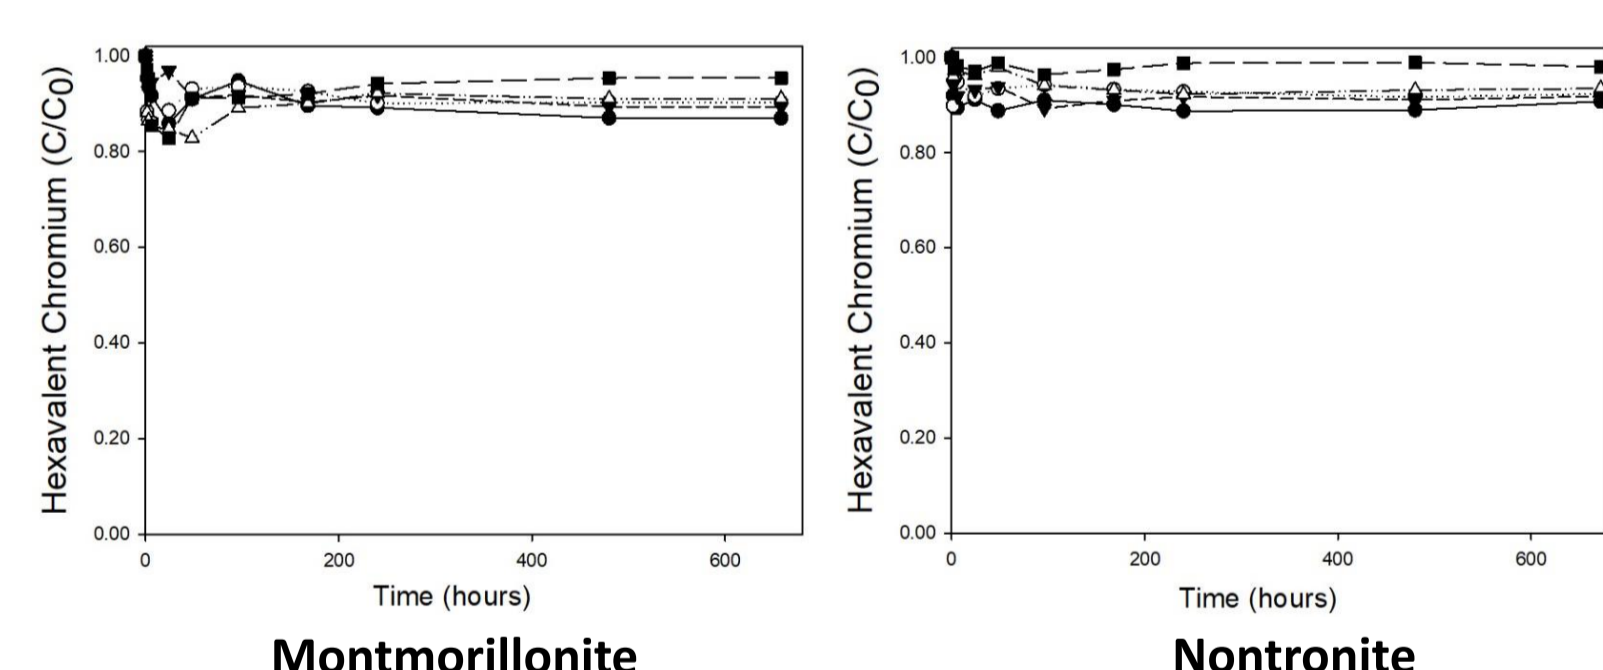 Hexavalent Chromium (C/C0)
1.00
0.80
0.60
0.40
0.20
0.00
0 200 400 600
Time (hours)
Montmorillonite
Hexavalent Chromium (C/C0)
1.00
0.80
0.60
0.40
0.20
0.00
0 200 400 600
Time (hours)
Nontronite